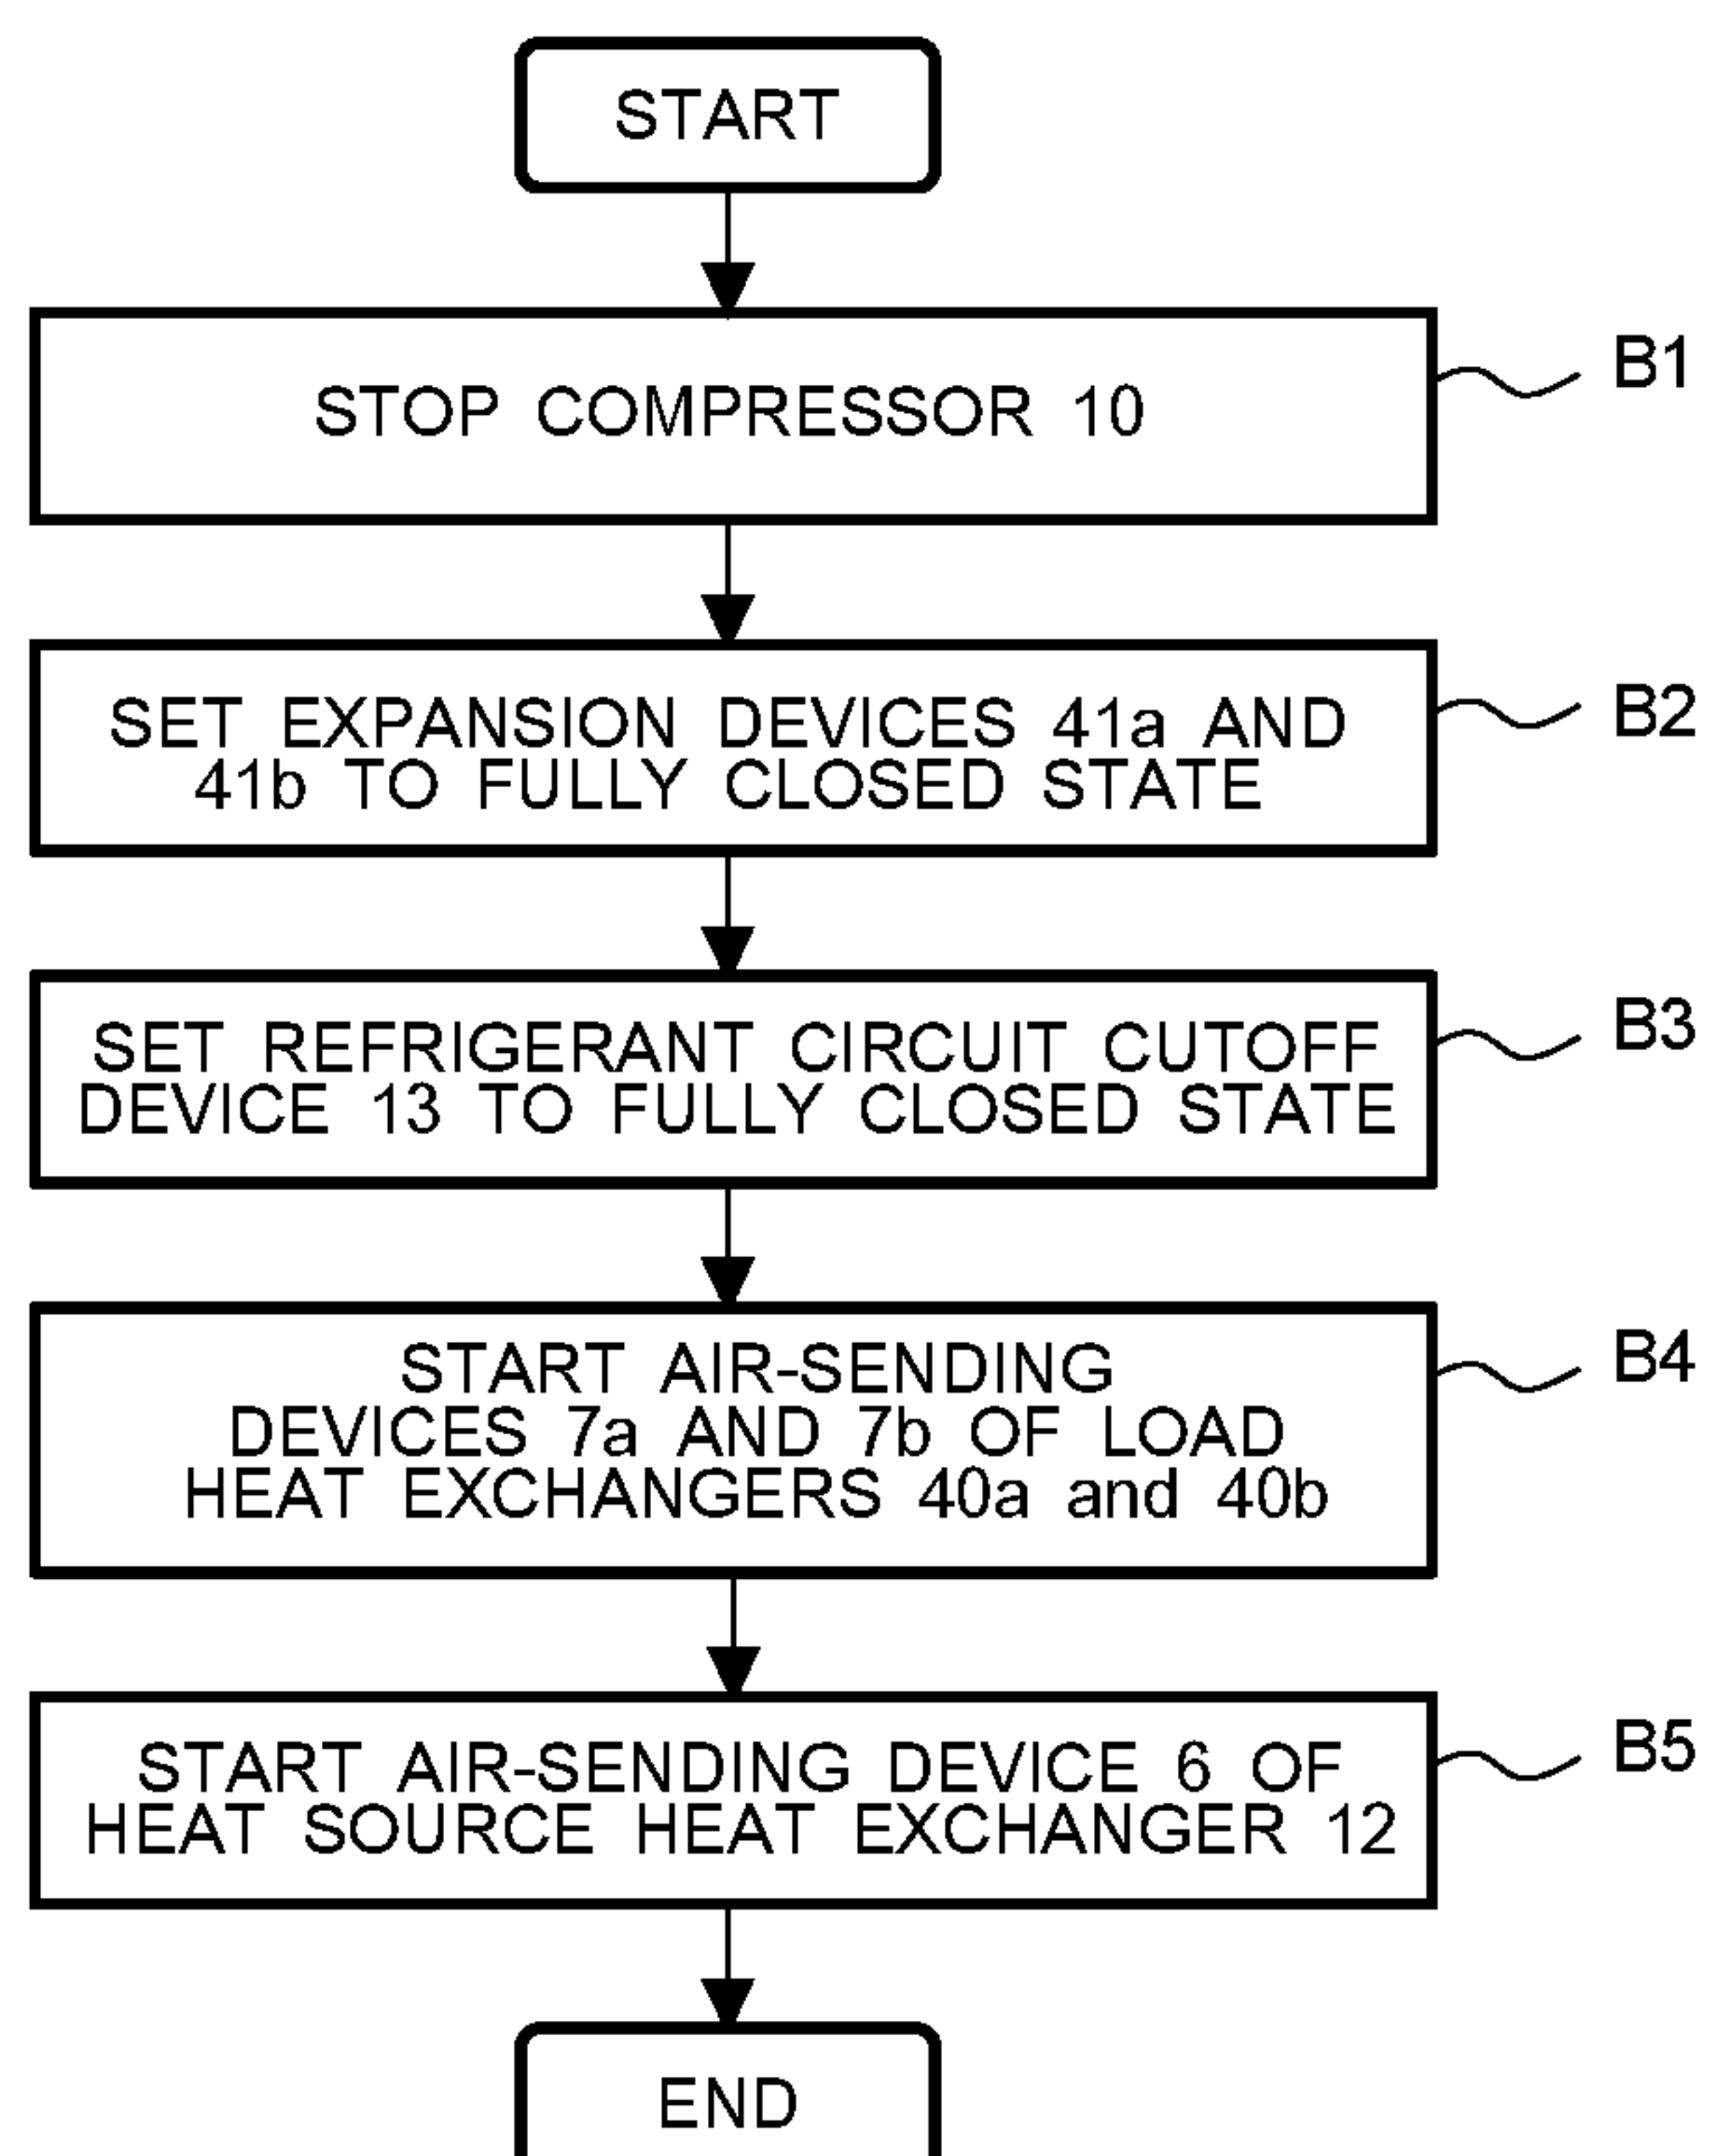 START
STOP COMPRESSOR 10
B1
SET EXPANSION DEVICES 41a AND
41b TO FULLY CLOSED STATE
B2
SET REFRIGERANT CIRCUIT CUTOFF
DEVICE 13 TO FULLY CLOSED STATE
B3
START AIR-SENDING
DEVICES 7a AND 7b OF LOAD
HEAT EXCHANGERS 40a and 40b
B4
START AIR-SENDING DEVICE 6 OF
HEAT SOURCE HEAT EXCHANGER 12
B5
END